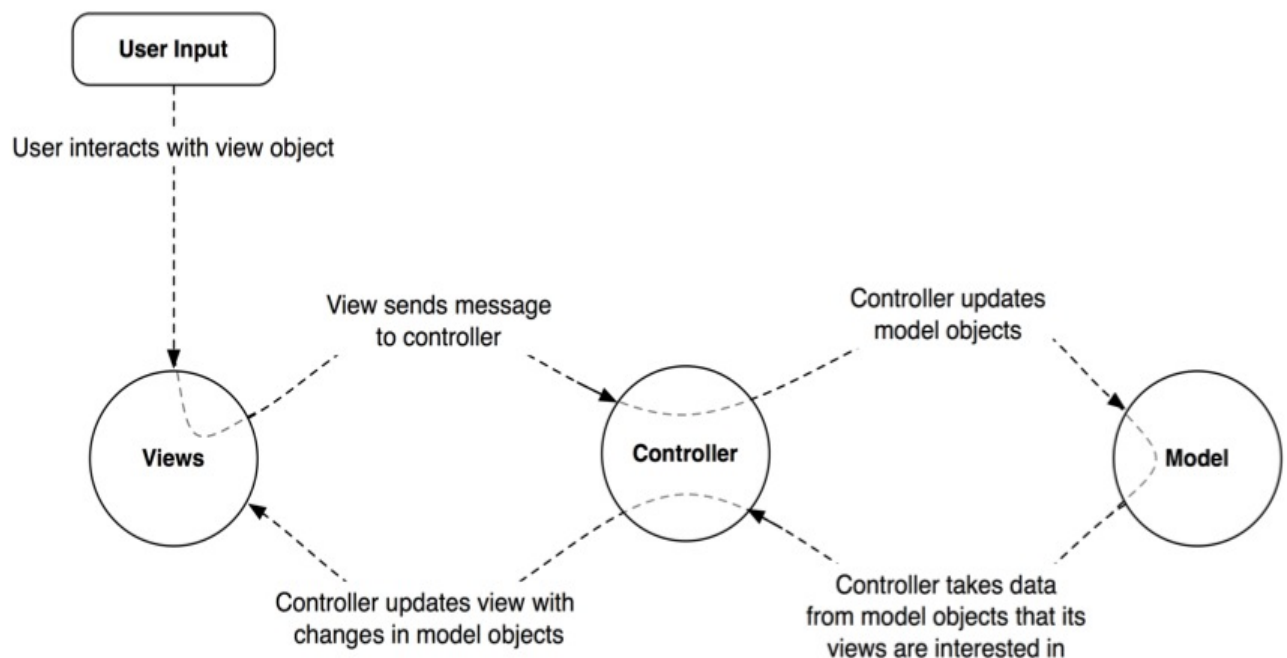 User Input
User interacts with view object
View sends message
to controller
Controller updates
model objects
Views
Controller
Model
Controller updates view with
changes in model objects
Controller takes data
from model objects that its
views are interested in